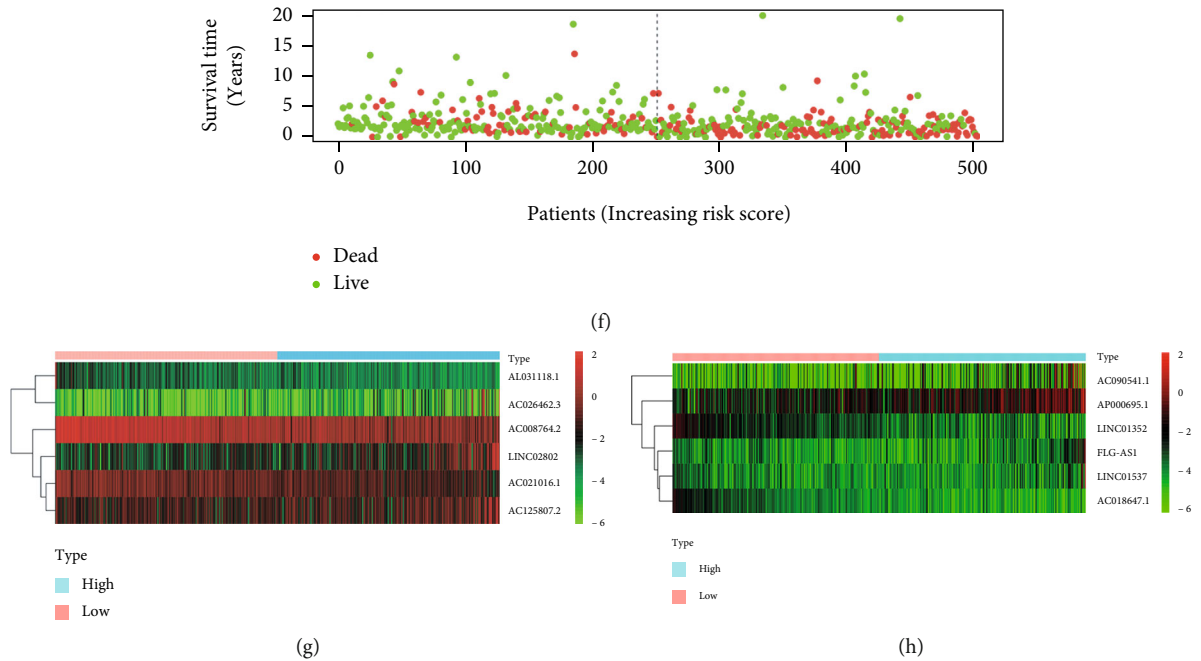 Survival time
(Years)
20
15
10
5
0
0
100
200
300
400
500
Patients (Increasing risk score)
Dead
Live
(f)
Type
AL031118.1
AC026462.3
AC008764.2
LINC02802
AC021016.1
AC125807.2
2
0
– 2
– 4
– 6
Type
High
Low
(g)
Type
AC090541.1
AP000695.1
LINC01352
FLG-AS1
LINC01537
AC018647.1
2
0
– 2
– 4
– 6
Type
High
Low
(h)